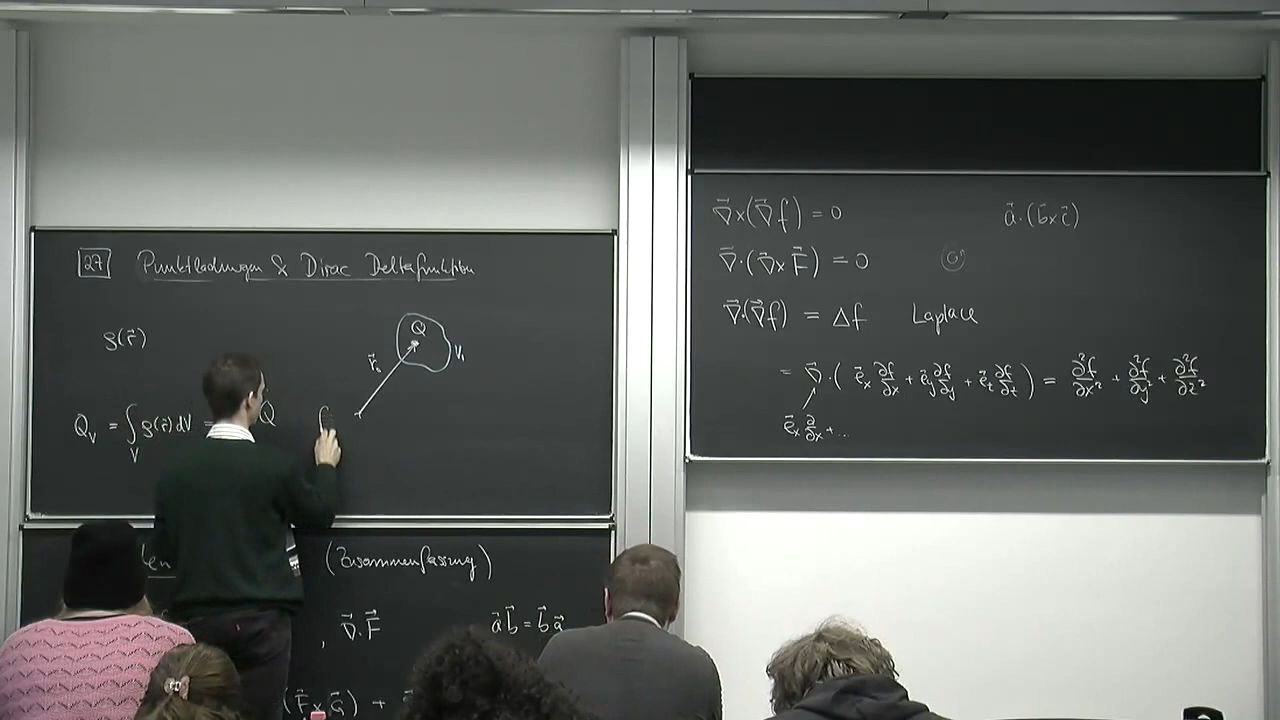 27 Punktladungen & Dirac Deltafunktion
ρ(r⃗)
Q
r⃗₀
V₁
Q_V = ∫_V ρ(r⃗) dV =
Q
(Zusammenfassung)
, ∇⃗·F⃗
a⃗ b⃗ = b⃗ a⃗
(F⃗×G⃗) +
∇⃗×(∇⃗f) = 0
a⃗·(b⃗×c⃗)
∇⃗·(∇⃗×F⃗) = 0
∇⃗·(∇⃗f) = Δf Laplace
= ∇⃗·( e⃗ₓ ∂f/∂x + e⃗_y ∂f/∂y + e⃗_z ∂f/∂z ) = ∂²f/∂x² + ∂²f/∂y² + ∂²f/∂z²
e⃗ₓ ∂/∂x + ...